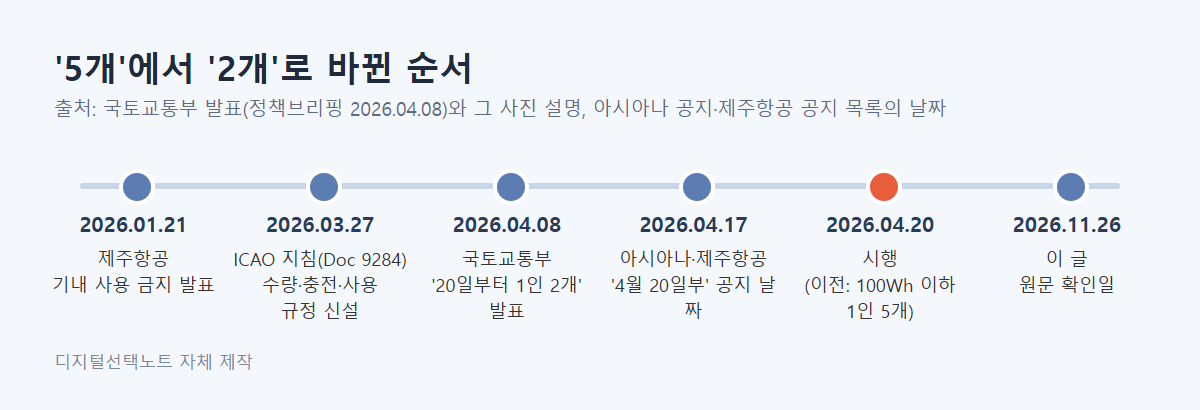 '5개'에서 '2개'로 바뀐 순서
출처: 국토교통부 발표(정책브리핑 2026.04.08)와 그 사진 설명, 아시아나 공지·제주항공 공지 목록의 날짜
2026.01.21
제주항공
기내 사용 금지 발표
2026.03.27
ICAO 지침(Doc 9284)
수량·충전·사용
규정 신설
2026.04.08
국토교통부
'20일부터 1인 2개'
발표
2026.04.17
아시아나·제주항공
'4월 20일부' 공지 날
짜
2026.04.20
시행
(이전: 100Wh 이하
1인 5개)
2026.11.26
이 글
원문 확인일
디지털선택노트 자체 제작